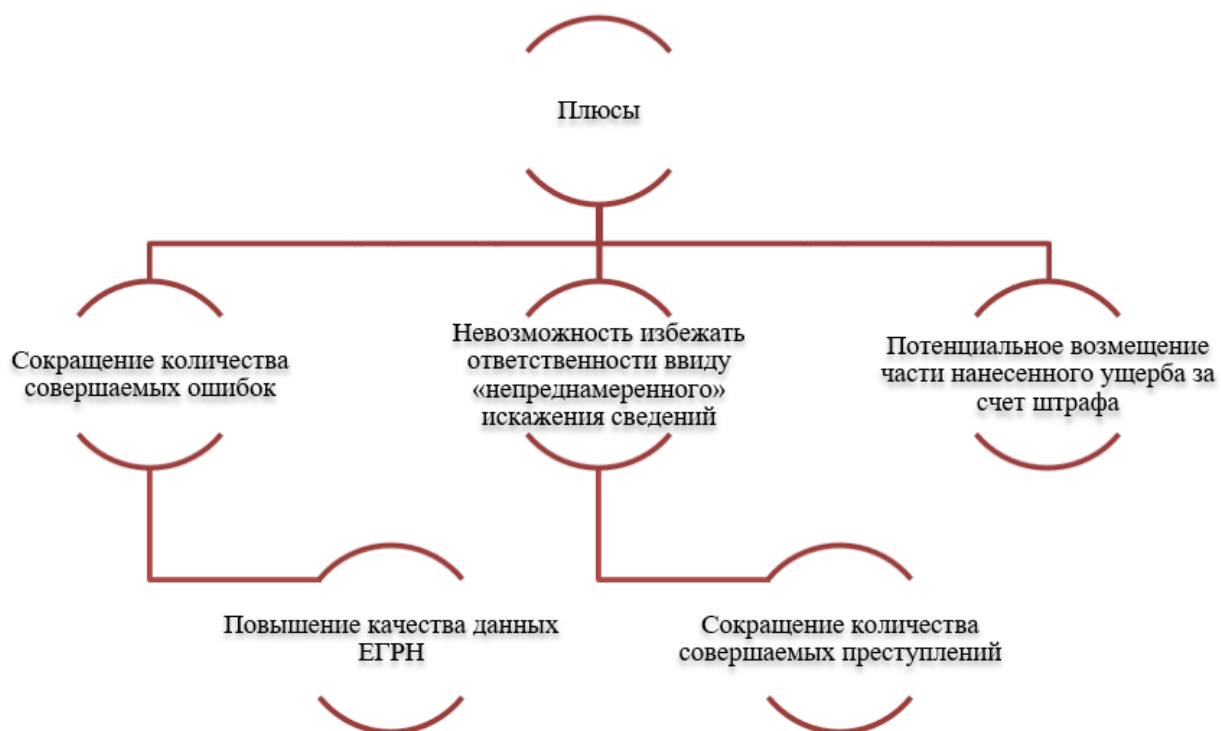 Плюсы
Сокращение количества
совершаемых ошибок
Невозможность избежать
ответственности ввиду
«непреднамеренного»
искажения сведений
Потенциальное возмещение
части нанесенного ущерба за
счет штрафа
Повышение качества данных
ЕГРН
Сокращение количества
совершаемых преступлений